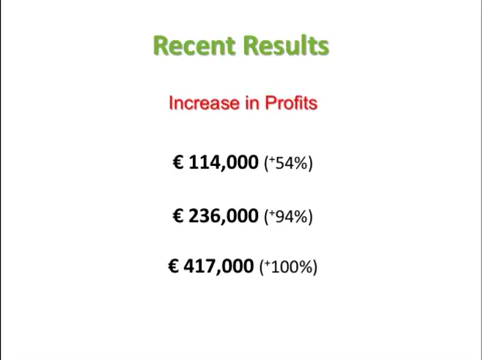 Recent Results
Increase in Profits
€ 114,000 (+54%)
€ 236,000 (+94%)
€ 417,000 (+100%)